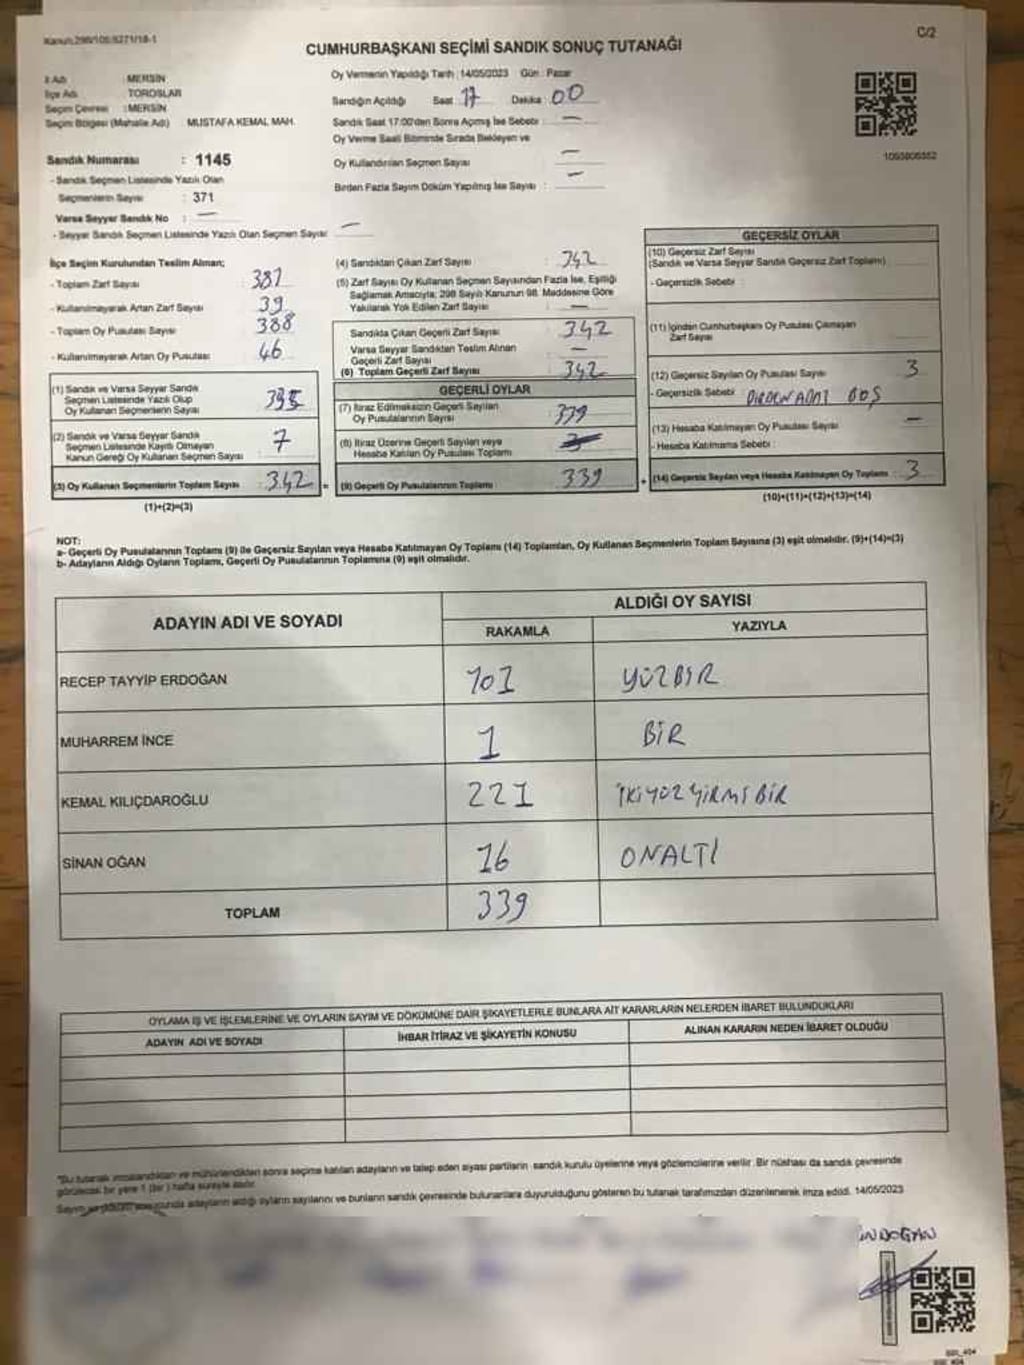 Kanun:298/105;6271/18-1
C/2
CUMHURBAŞKANI SEÇİMİ SANDIK SONUÇ TUTANAĞI
İl Adı : MERSİN
İlçe Adı : TOROSLAR
Seçim Çevresi : MERSİN
Seçim Bölgesi (Mahalle Adı) MUSTAFA KEMAL MAH.
Sandık Numarası : 1145
- Sandık Seçmen Listesinde Yazılı Olan
Seçmenlerin Sayısı : 371
Varsa Seyyar Sandık No : —
- Seyyar Sandık Seçmen Listesinde Yazılı Olan Seçmen Sayısı: —
Oy Vermenin Yapıldığı Tarih : 14/05/2023 Gün : Pazar
Sandığın Açıldığı Saat : 17 Dakika : 00
Sandık Saat 17:00'den Sonra Açılmış İse Sebebi : —
Oy Verme Saati Bitiminde Sırada Bekleyen ve
Oy Kullandırılan Seçmen Sayısı —
Birden Fazla Sayım Döküm Yapılmış İse Sayısı : —
1093806552
İlçe Seçim Kurulundan Teslim Alınan;
- Toplam Zarf Sayısı : 381
- Kullanılmayarak Artan Zarf Sayısı : 39
- Toplam Oy Pusulası Sayısı : 388
- Kullanılmayarak Artan Oy Pusulası : 46
(1) Sandık ve Varsa Seyyar Sandık
Seçmen Listesinde Yazılı Olup
Oy Kullanan Seçmenlerin Sayısı : 335
(2) Sandık ve Varsa Seyyar Sandık
Seçmen Listesinde Kayıtlı Olmayan
Kanun Gereği Oy Kullanan Seçmen Sayısı : 7
(3) Oy Kullanan Seçmenlerin Toplam Sayısı : 342 =
(1)+(2)=(3)
(4) Sandıktan Çıkan Zarf Sayısı : 342
(5) Zarf Sayısı Oy Kullanan Seçmen Sayısından Fazla İse, Eşitliği
Sağlamak Amacıyla, 298 Sayılı Kanunun 98. Maddesine Göre
Yakılarak Yok Edilen Zarf Sayısı : —
Sandıkta Çıkan Geçerli Zarf Sayısı : 342
Varsa Seyyar Sandıktan Teslim Alınan
Geçerli Zarf Sayısı : —
(6) Toplam Geçerli Zarf Sayısı : 342
GEÇERLİ OYLAR
(7) İtiraz Edilmeksizin Geçerli Sayılan
Oy Pusulalarının Sayısı : 339
(8) İtiraz Üzerine Geçerli Sayılan veya
Hesaba Katılan Oy Pusulası Toplamı :
(9) Geçerli Oy Pusulalarının Toplamı : 339 +
GEÇERSİZ OYLAR
(10) Geçersiz Zarf Sayısı
(Sandık ve Varsa Seyyar Sandık Geçersiz Zarf Toplamı) :
- Geçersizlik Sebebi :
(11) İçinden Cumhurbaşkanı Oy Pusulası Çıkmayan
Zarf Sayısı
(12) Geçersiz Sayılan Oy Pusulası Sayısı : 3
- Geçersizlik Sebebi : BOŞ
(13) Hesaba Katılmayan Oy Pusulası Sayısı : —
- Hesaba Katılmama Sebebi :
(14) Geçersiz Sayılan veya Hesaba Katılmayan Oy Toplamı : 3
(10)+(11)+(12)+(13)=(14)
NOT:
a- Geçerli Oy Pusulalarının Toplamı (9) ile Geçersiz Sayılan veya Hesaba Katılmayan Oy Toplamı (14) Toplamları, Oy Kullanan Seçmenlerin Toplam Sayısına (3) eşit olmalıdır. (9)+(14)=(3)
b- Adayların Aldığı Oyların Toplamı, Geçerli Oy Pusulalarının Toplamına (9) eşit olmalıdır.
ADAYIN ADI VE SOYADI
ALDIĞI OY SAYISI
RAKAMLA YAZIYLA
RECEP TAYYİP ERDOĞAN 101 YÜZBİR
MUHARREM İNCE 1 BİR
KEMAL KILIÇDAROĞLU 221 İKİYÜZYİRMİBİR
SİNAN OĞAN 16 ONALTI
TOPLAM 339
OYLAMA İŞ VE İŞLEMLERİNE VE OYLARIN SAYIM VE DÖKÜMÜNE DAİR ŞİKAYETLERLE BUNLARA AİT KARARLARIN NELERDEN İBARET BULUNDUKLARI
ADAYIN ADI VE SOYADI İHBAR İTİRAZ VE ŞİKAYETİN KONUSU ALINAN KARARIN NEDEN İBARET OLDUĞU
"Bu tutanak imzalandıktan ve mühürlendikten sonra seçime katılan adayların ve talep eden siyasi partilerin sandık kurulu üyelerine veya gözlemcilerine verilir. Bir nüshası da sandık çevresinde
görülecek bir yere 1 (bir) hafta süreyle asılır.
adayların aldığı oyların sayılarını ve bunların sandık çevresinde bulunanlara duyurulduğunu gösteren bu tutanak tarafımızdan düzenlenerek imza edildi. 14/05/2023